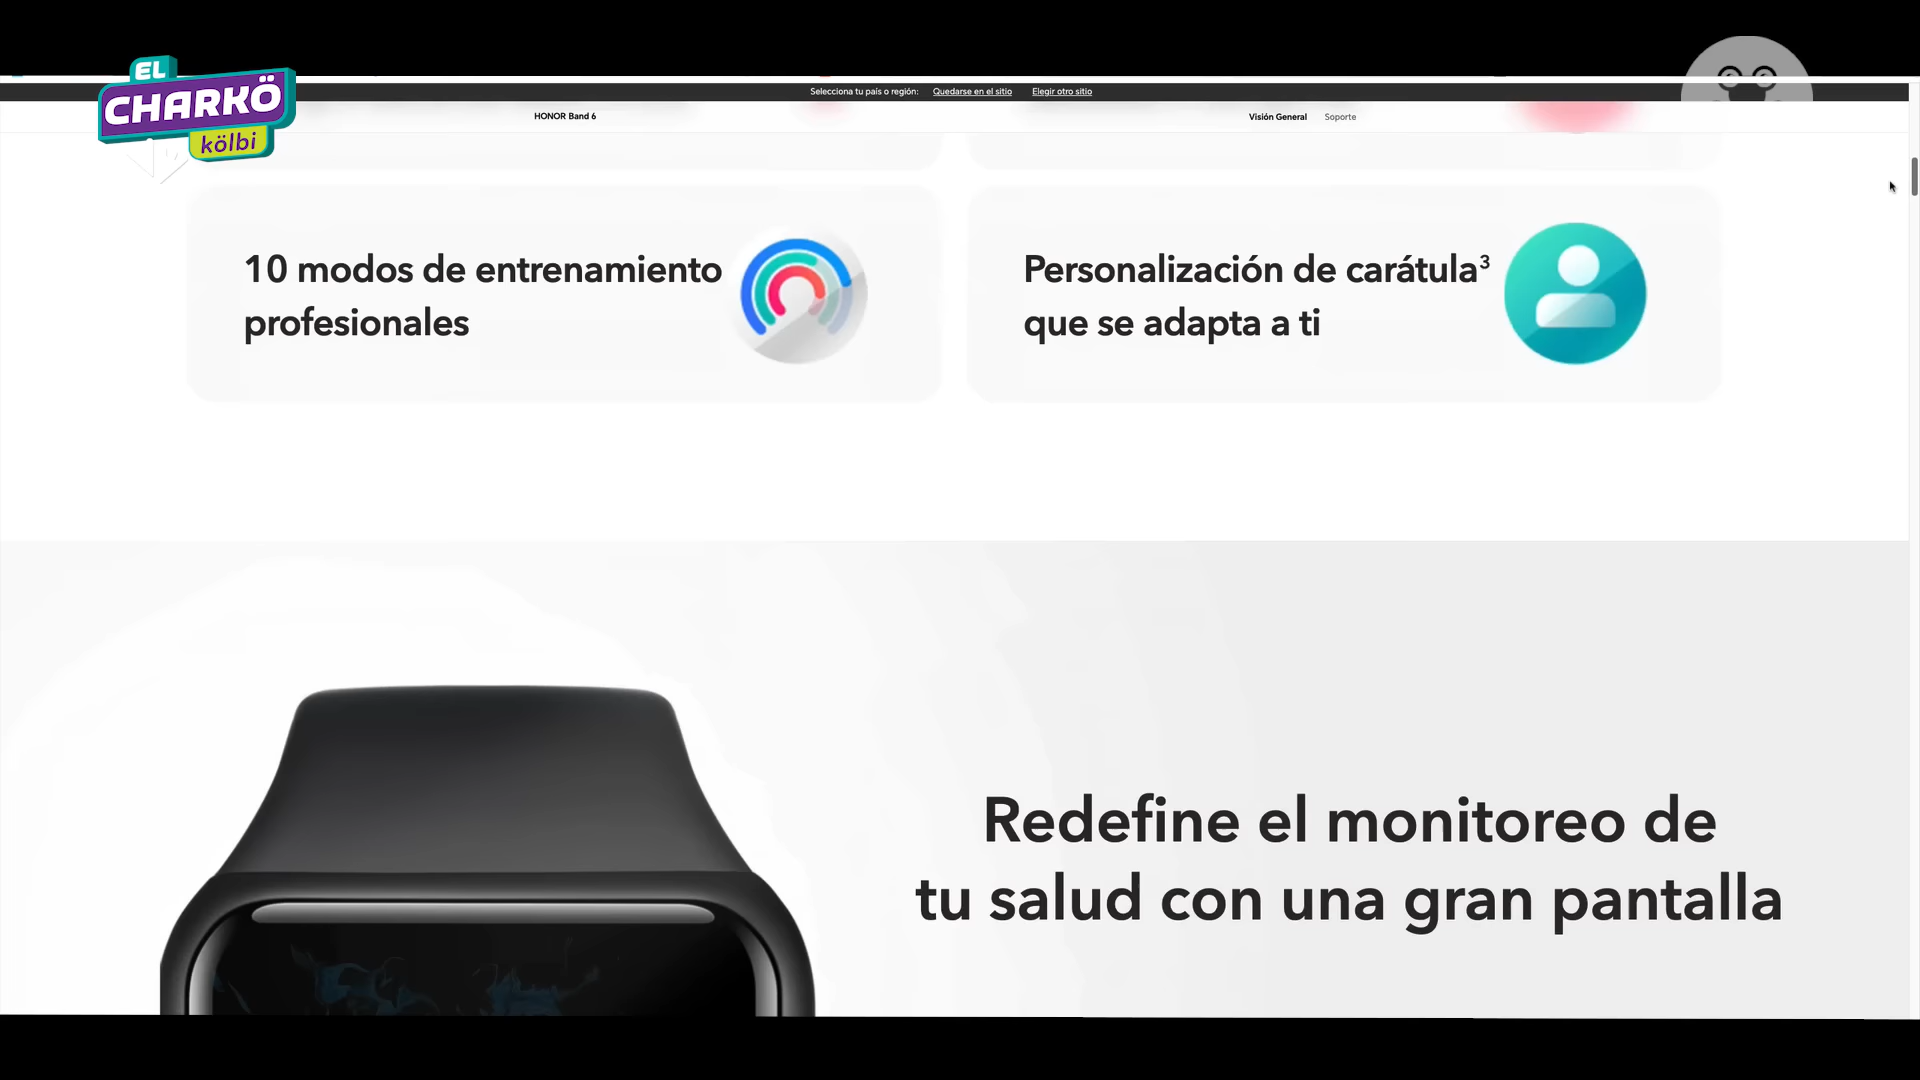 EL
CHARKÖ
kölbi
Selecciona tu país o región: Quedarse en el sitio Elegir otro sitio
HONOR Band 6 Visión General Soporte
10 modos de entrenamiento
profesionales
Personalización de carátula³
que se adapta a ti
Redefine el monitoreo de
tu salud con una gran pantalla